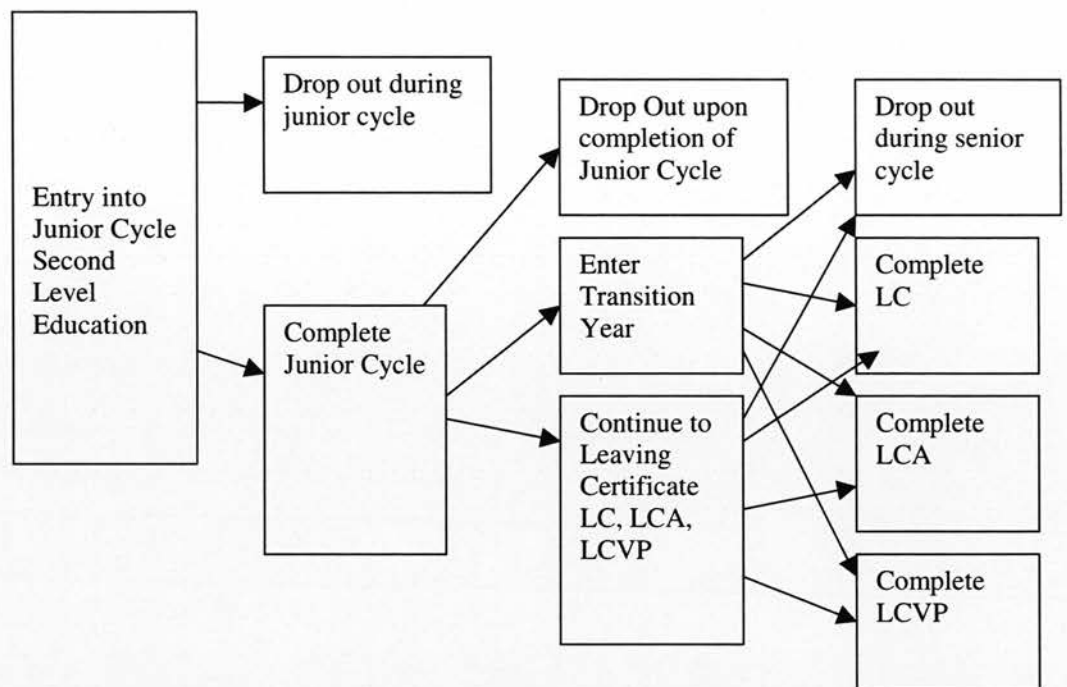 Entry into
Junior Cycle
Second
Level
Education
Drop out during
junior cycle
Complete
Junior Cycle
Drop Out upon
completion of
Junior Cycle
Enter
Transition
Year
Continue to
Leaving
Certificate
LC, LCA,
LCVP
Drop out
during senior
cycle
Complete
LC
Complete
LCA
Complete
LCVP